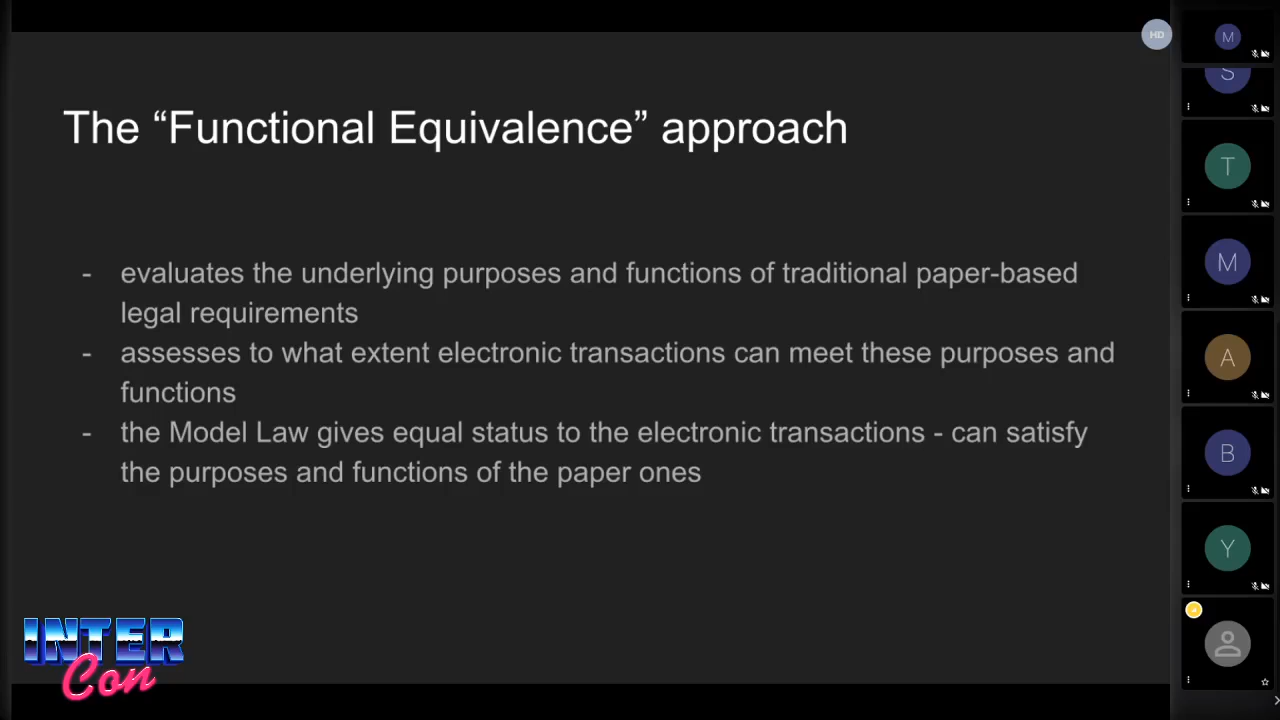 HD
The “Functional Equivalence” approach
- evaluates the underlying purposes and functions of traditional paper-based
legal requirements
- assesses to what extent electronic transactions can meet these purposes and
functions
- the Model Law gives equal status to the electronic transactions - can satisfy
the purposes and functions of the paper ones
INTER
Con
M
S
T
M
A
B
Y